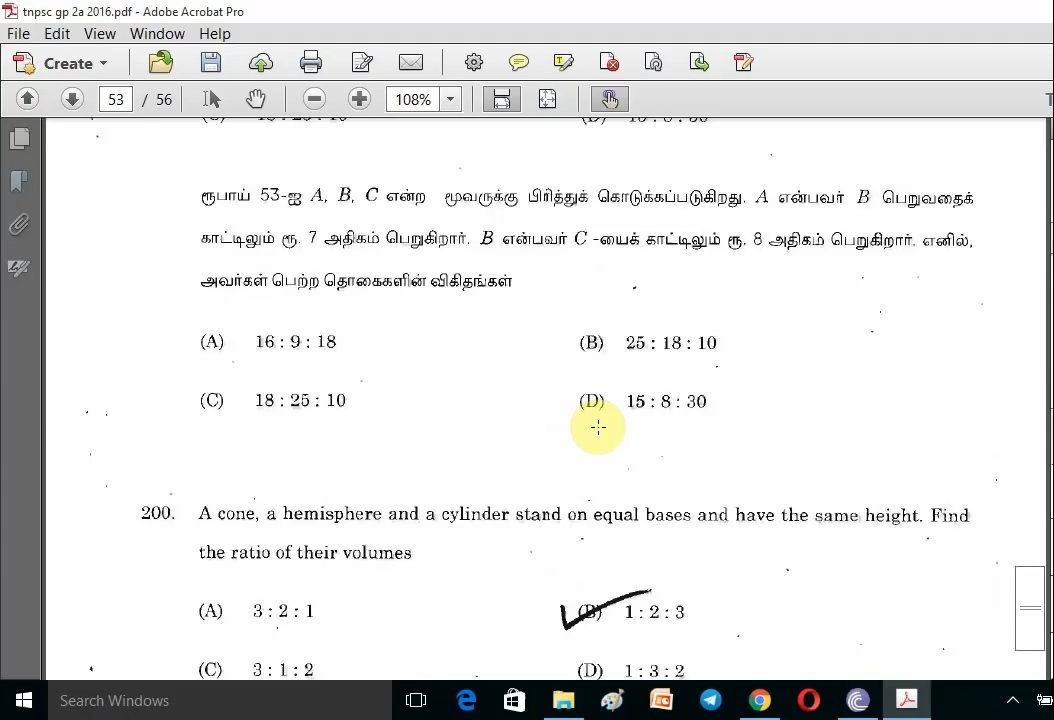 tnpsc gp 2a 2016.pdf - Adobe Acrobat Pro
File Edit View Window Help
Create
53 / 56 108%
ரூபாய் 53-ஐ A, B, C என்ற மூவருக்கு பிரித்துக் கொடுக்கப்படுகிறது. A என்பவர் B பெறுவதைக்
காட்டிலும் ரூ. 7 அதிகம் பெறுகிறார். B என்பவர் C -யைக் காட்டிலும் ரூ. 8 அதிகம் பெறுகிறார். எனில்,
அவர்கள் பெற்ற தொகைகளின் விகிதங்கள்
(A) 16 : 9 : 18 (B) 25 : 18 : 10
(C) 18 : 25 : 10 (D) 15 : 8 : 30
200. A cone, a hemisphere and a cylinder stand on equal bases and have the same height. Find
the ratio of their volumes
(A) 3 : 2 : 1 (B) 1 : 2 : 3
(C) 3 : 1 : 2 (D) 1 : 3 : 2
Search Windows